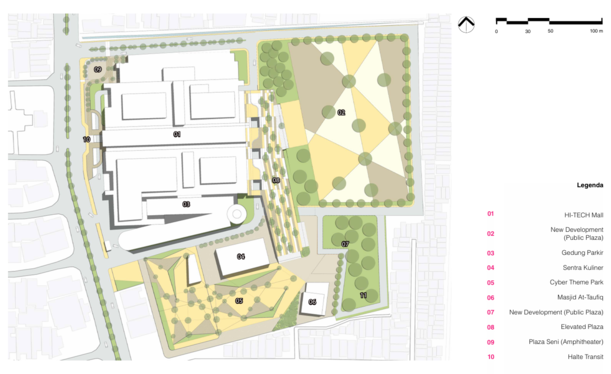 0 30 50 100 m
09
02
01
10
08
03
07
04
05
06
11
Legenda
01 HI-TECH Mall
02 New Development
(Public Plaza)
03 Gedung Parkir
04 Sentra Kuliner
05 Cyber Theme Park
06 Masjid At-Taufiq
07 New Development (Public Plaza)
08 Elevated Plaza
09 Plaza Seni (Amphitheater)
10 Halte Transit